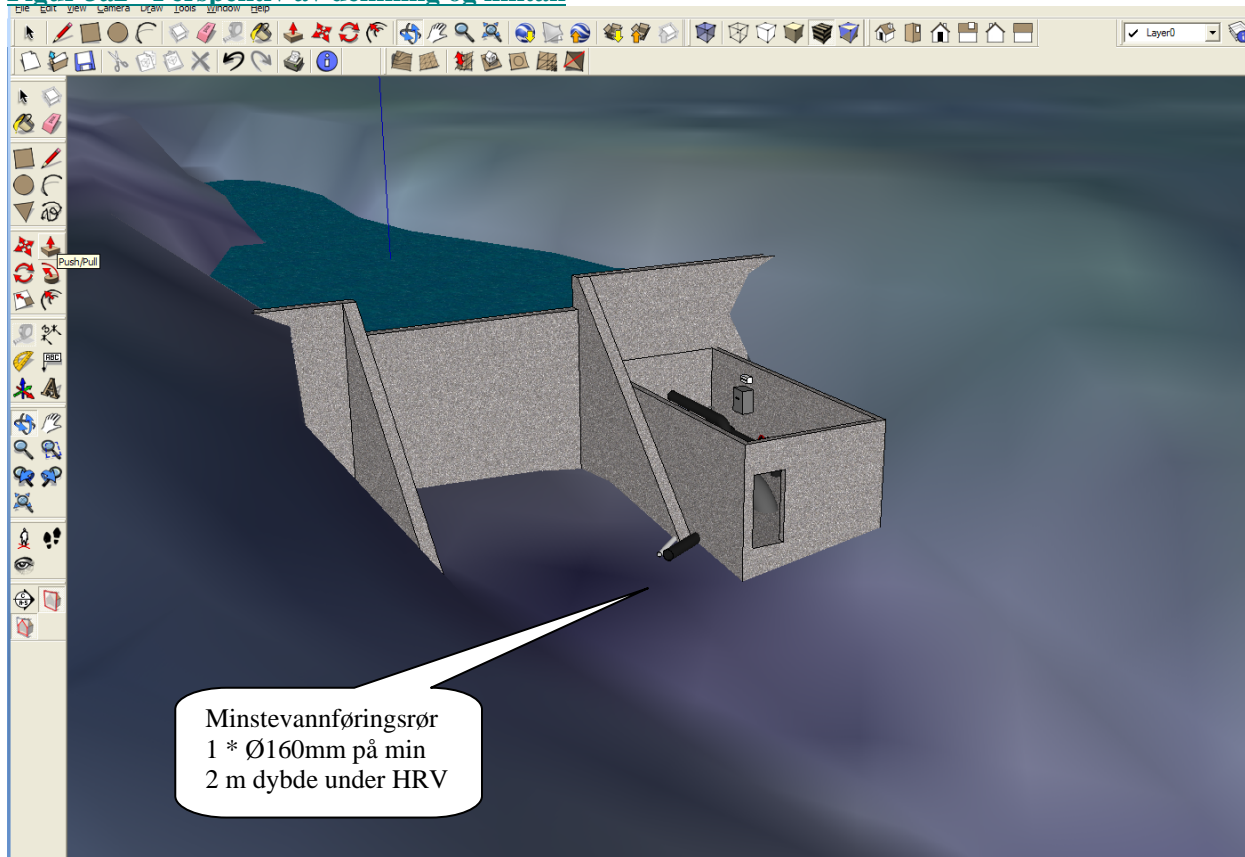 File Edit View Camera Draw Tools Window Help
Layer0
Push/Pull
ABC
Minstevannføringsrør
1 * Ø160mm på min
2 m dybde under HRV